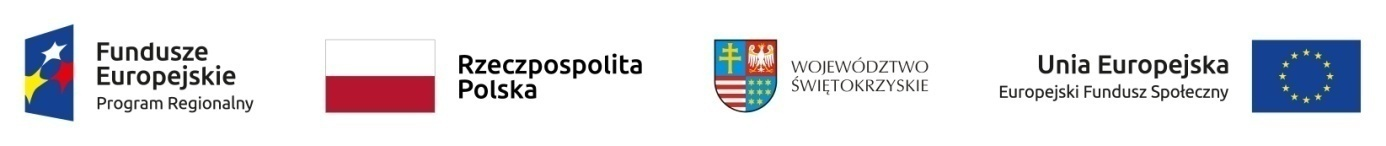 Fundusze
Europejskie
Program Regionalny
Rzeczpospolita
Polska
WOJEWÓDZTWO
ŚWIĘTOKRZYSKIE
Unia Europejska
Europejski Fundusz Społeczny